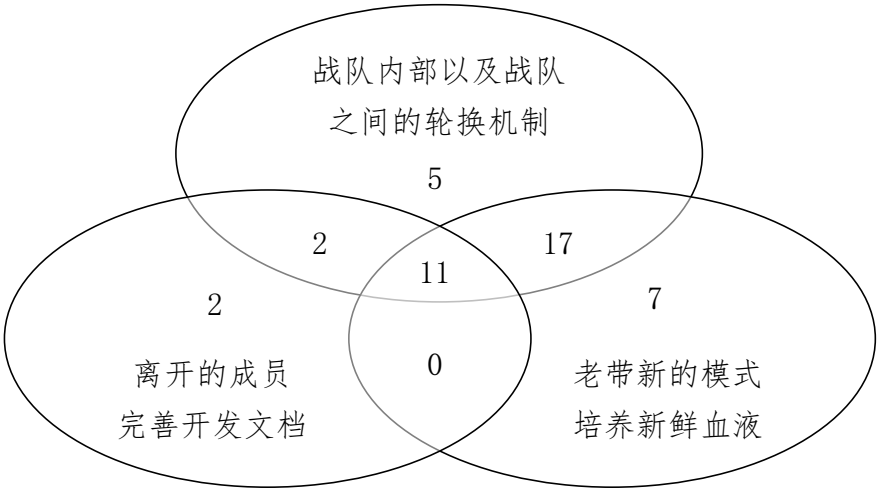 战队内部以及战队
之间的轮换机制
5
2
11
17
2
7
0
离开的成员
完善开发文档
老带新的模式
培养新鲜血液